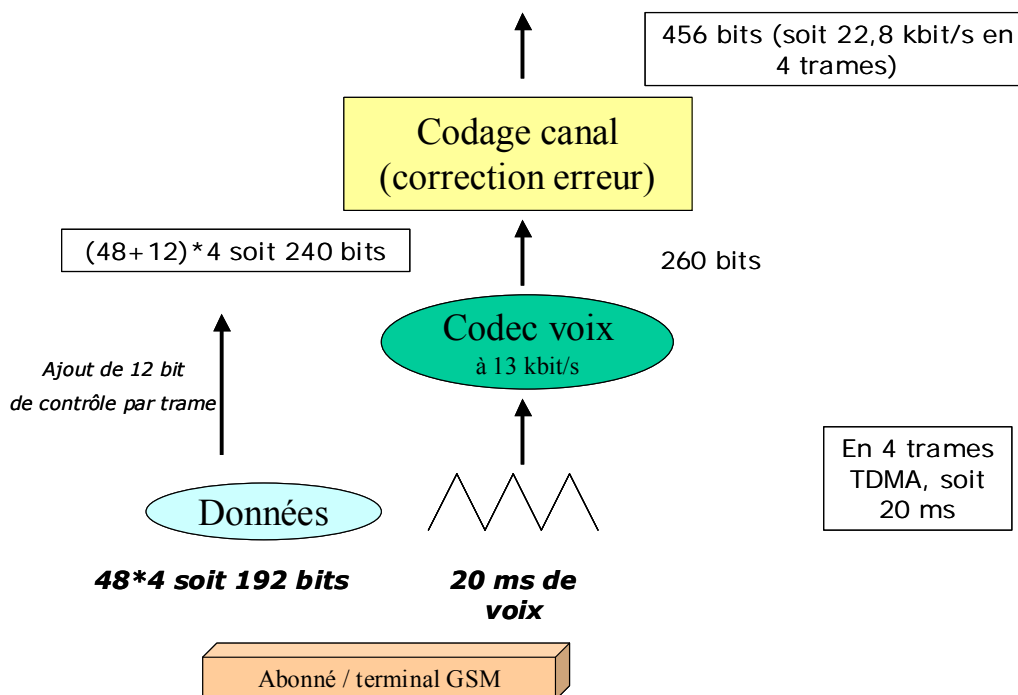 456 bits (soit 22,8 kbit/s en
4 trames)
Codage canal
(correction erreur)
(48+12)*4 soit 240 bits
260 bits
Codec voix
à 13 kbit/s
Ajout de 12 bit
de contrôle par trame
En 4 trames
TDMA, soit
20 ms
Données
48*4 soit 192 bits
20 ms de
voix
Abonné / terminal GSM